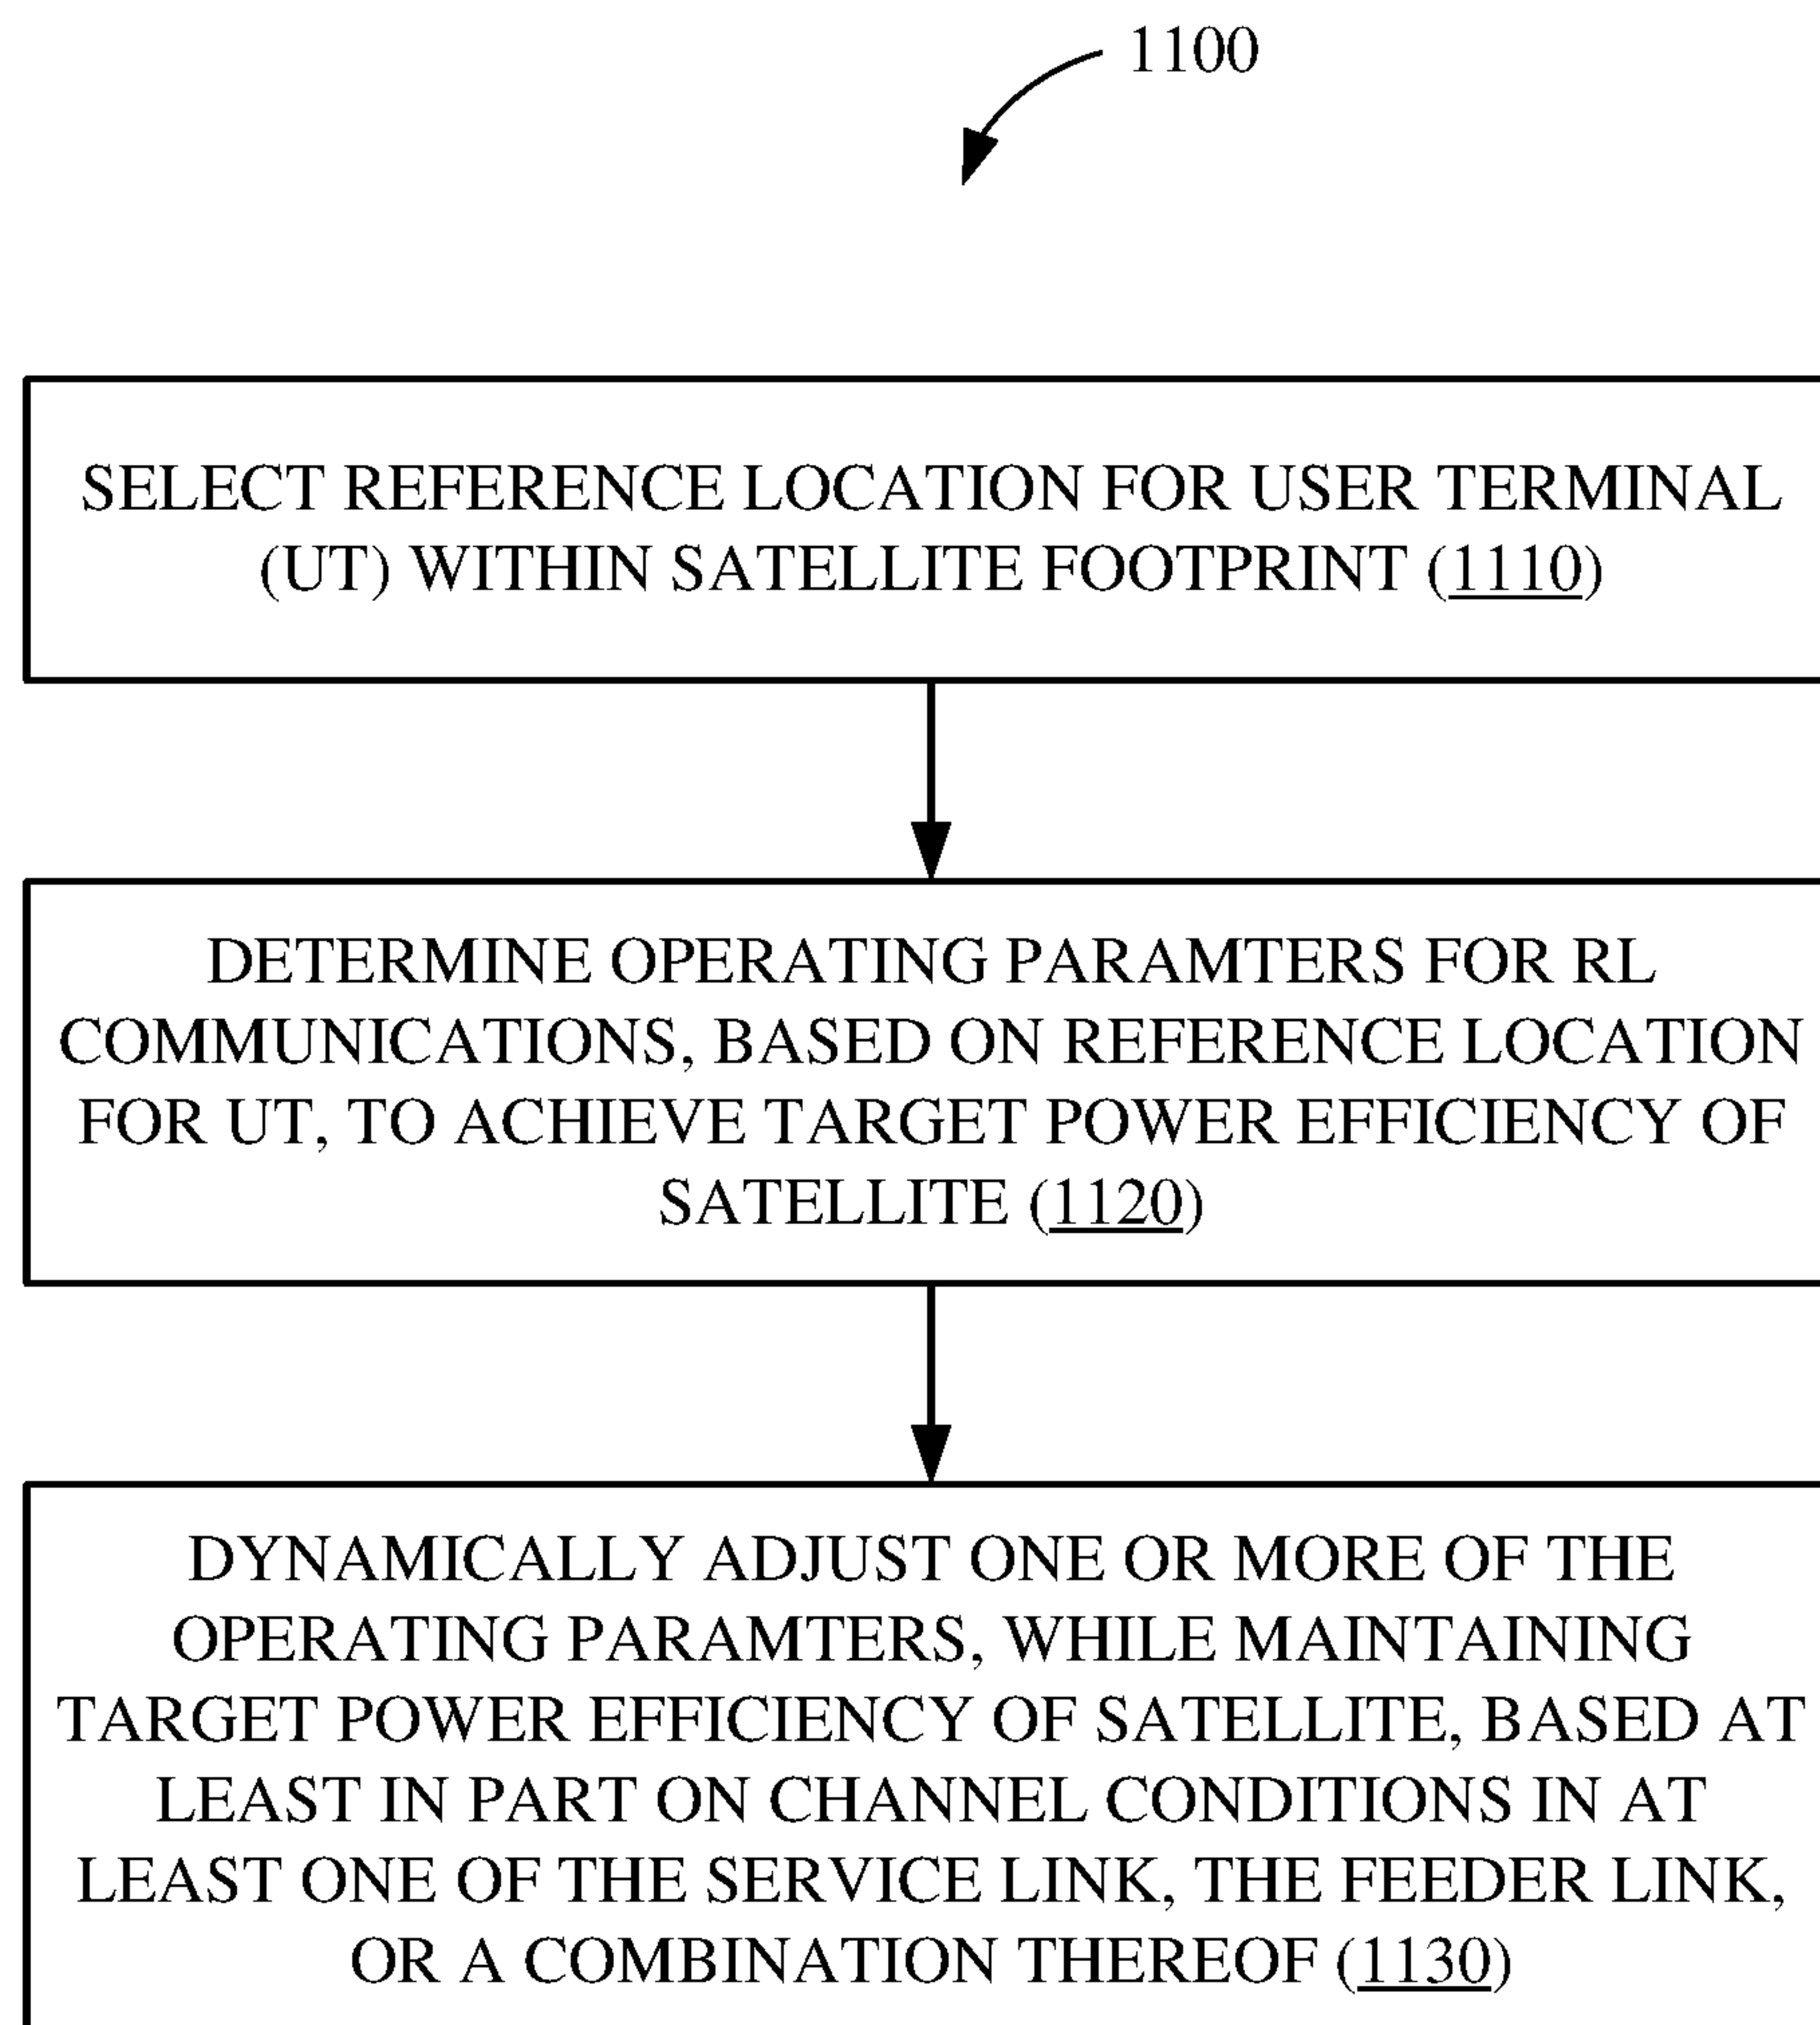 1100
SELECT REFERENCE LOCATION FOR USER TERMINAL
(UT) WITHIN SATELLITE FOOTPRINT (1110)
DETERMINE OPERATING PARAMTERS FOR RL
COMMUNICATIONS, BASED ON REFERENCE LOCATION
FOR UT, TO ACHIEVE TARGET POWER EFFICIENCY OF
SATELLITE (1120)
DYNAMICALLY ADJUST ONE OR MORE OF THE
OPERATING PARAMTERS, WHILE MAINTAINING
TARGET POWER EFFICIENCY OF SATELLITE, BASED AT
LEAST IN PART ON CHANNEL CONDITIONS IN AT
LEAST ONE OF THE SERVICE LINK, THE FEEDER LINK,
OR A COMBINATION THEREOF (1130)